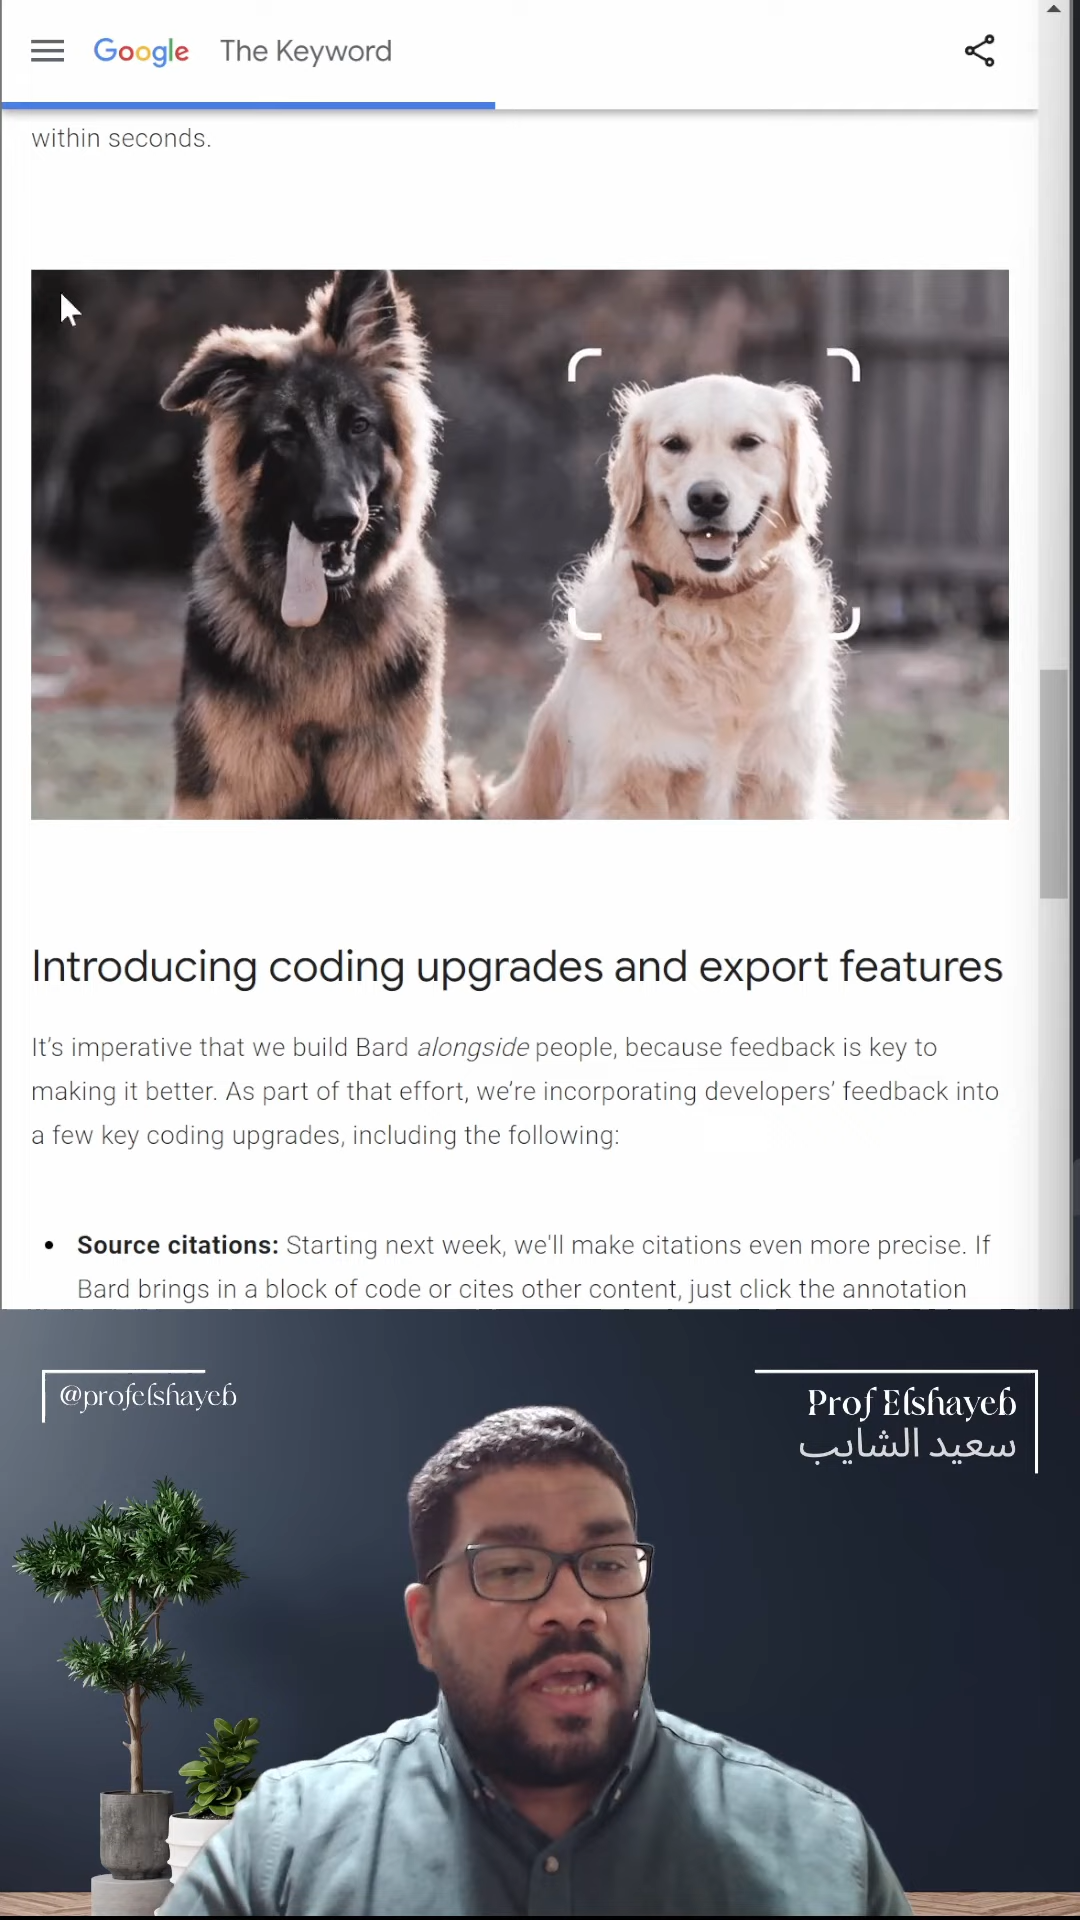 Google The Keyword
within seconds.
Introducing coding upgrades and export features
It’s imperative that we build Bard alongside people, because feedback is key to
making it better. As part of that effort, we’re incorporating developers’ feedback into
a few key coding upgrades, including the following:
• Source citations: Starting next week, we'll make citations even more precise. If
Bard brings in a block of code or cites other content, just click the annotation
@profelshayeb
Prof Elshayeb
سعيد الشايب